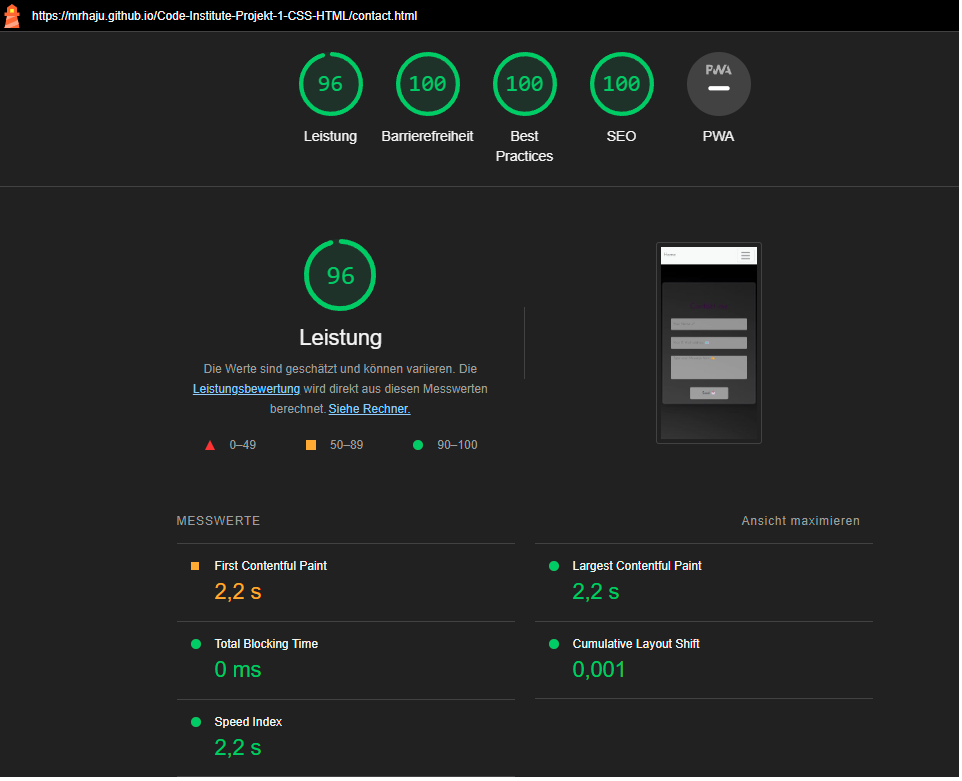 https://mrhaju.github.io/Code-Institute-Projekt-1-CSS-HTML/contact.html
96
100
100
100
PWA
Leistung
Barrierefreiheit
Best
Practices
SEO
PWA
96
Leistung
Die Werte sind geschätzt und können variieren. Die
Leistungsbewertung wird direkt aus diesen Messwerten
berechnet. Siehe Rechner.
0–49
50–89
90–100
MESSWERTE
Ansicht maximieren
First Contentful Paint
2,2 s
Largest Contentful Paint
2,2 s
Total Blocking Time
0 ms
Cumulative Layout Shift
0,001
Speed Index
2,2 s